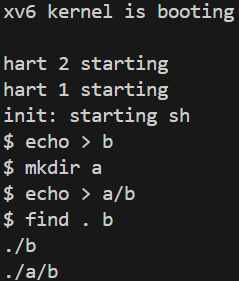 xv6 kernel is booting
hart 2 starting
hart 1 starting
init: starting sh
$ echo > b
$ mkdir a
$ echo > a/b
$ find . b
./b
./a/b